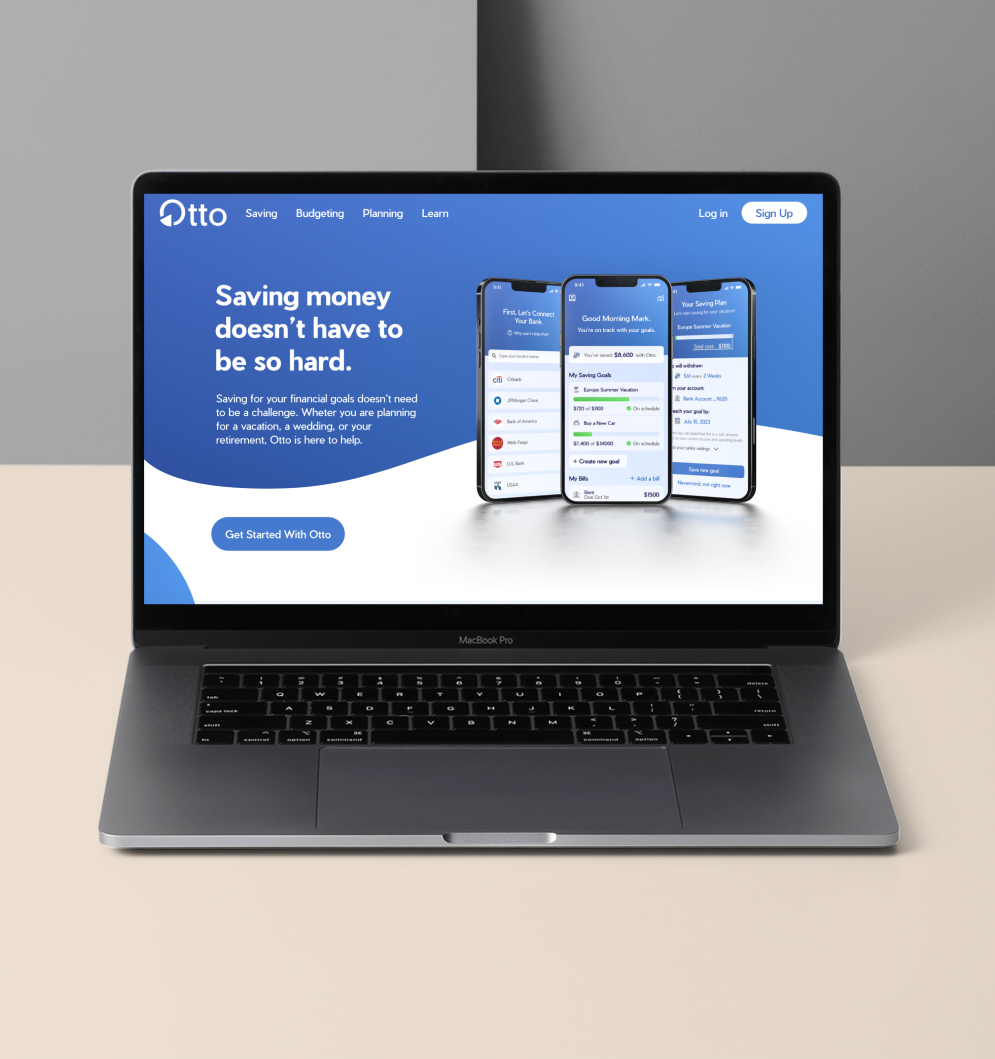 Otto
Saving
Budgeting
Planning
Learn
Log in
Sign Up
Saving money
doesn't have to
be so hard.
Saving for your financial goals doesn't need
to be a challenge. Wheter you are planning
for a vacation, a wedding, or your
retirement, Otto is here to help.
Get Started With Otto
9:41
First, Let's Connect
Your Bank.
Why can't I skip this?
Type your bank's name
citi
Citibank
JPMorgan Chase
Bank of America
Wells Fargo
U.S. Bank
USAA
9:41
Good Morning Mark.
You're on track with your goals.
You've saved $8,600 with Otto.
My Saving Goals
Europe Summer Vacation
$720 of $1100
On schedule
Buy a New Car
$7,400 of $34000
On schedule
+ Create new goal
My Bills
+ Add a bill
Rent
Due Oct 1st
$1500
:41
Your Saving Plan
Let's start saving for your vacation!
Europe Summer Vacation
Total cost $1100
will withdraw:
$61 every 2 Weeks
your account:
Bank Account ...9620
each your goal by:
July 10, 2023
your safety settings
Save new goal
Nevermind, not right now
MacBook Pro
~ ! @ # $ % ^ & * ( ) _ +
` 1 2 3 4 5 6 7 8 9 0 - = delete
tab Q W E R T Y U I O P { [ } ] | \
caps lock A S D F G H J K L : ; " ' return
shift Z X C V B N M < , > . ? / shift
fn control option command command option